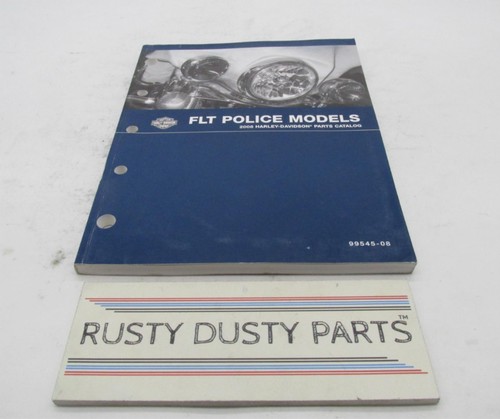 FLT POLICE MODELS
2008 HARLEY-DAVIDSON® PARTS CATALOG
99545-08
RUSTY DUSTY PARTS™